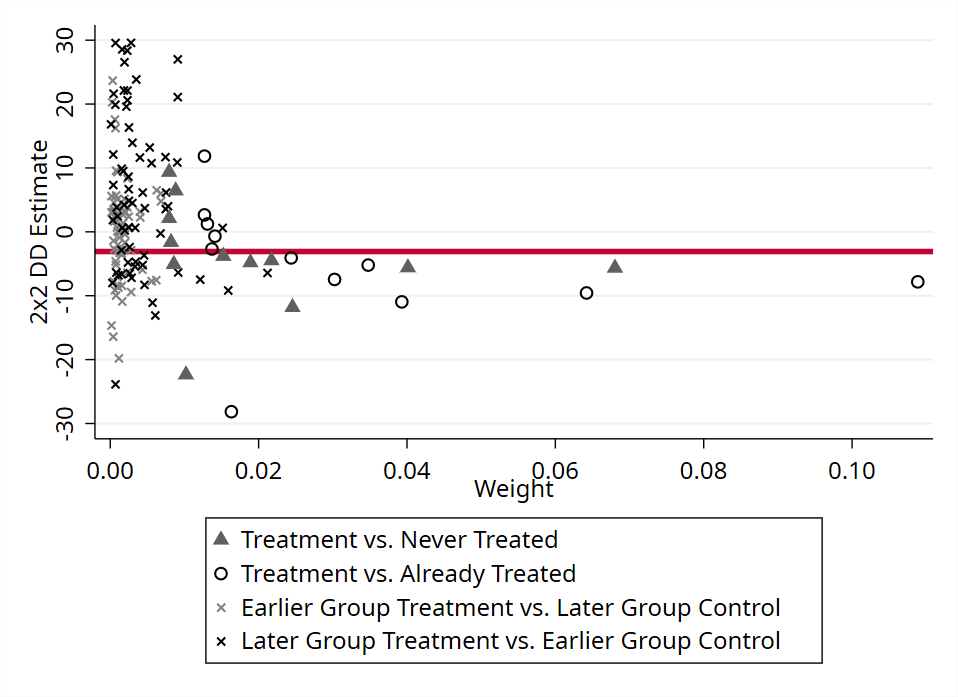 30
20
10
0
-10
-20
-30
2x2 DD Estimate
0.00 0.02 0.04 0.06 0.08 0.10
Weight
Treatment vs. Never Treated
Treatment vs. Already Treated
Earlier Group Treatment vs. Later Group Control
Later Group Treatment vs. Earlier Group Control